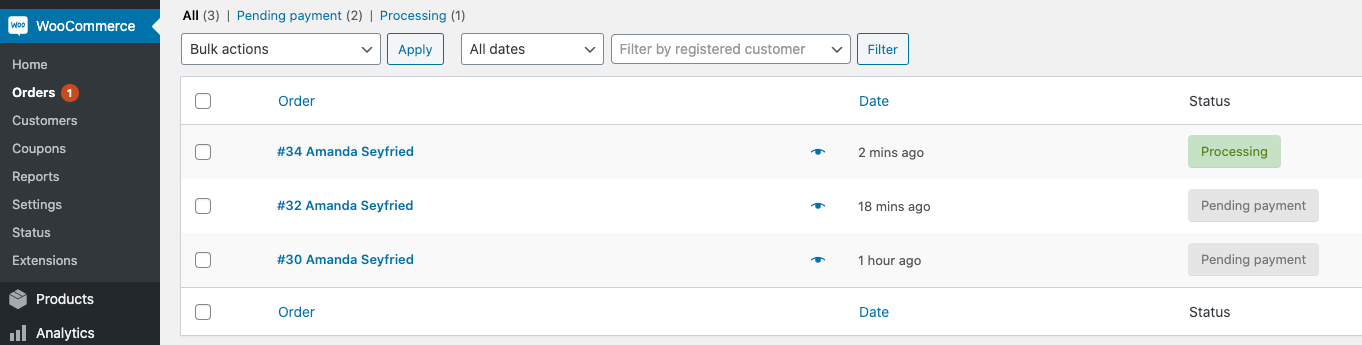 WooCommerce
Home
Orders 1
Customers
Coupons
Reports
Settings
Status
Extensions
Products
Analytics
All (3) | Pending payment (2) | Processing (1)
Bulk actions Apply All dates Filter by registered customer Filter
Order Date Status
#34 Amanda Seyfried 2 mins ago Processing
#32 Amanda Seyfried 18 mins ago Pending payment
#30 Amanda Seyfried 1 hour ago Pending payment
Order Date Status